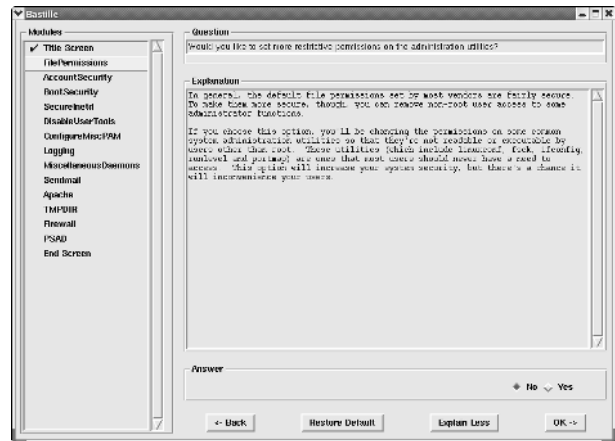 Bastille
Modules
Title Screen
FilePermissions
AccountSecurity
BootSecurity
SecureInetd
DisableUserTools
ConfigureMiscPAM
Logging
MiscellaneousDaemons
Sendmail
Apache
TMPDIR
Firewall
PSAD
End Screen
Question
Would you like to set more restrictive permissions on the administration utilities?
Explanation
In general, the default file permissions set by most vendors are fairly secure.
To make them more secure, though, you can remove non-root user access to some
administrator functions.
If you choose this option, you'll be changing the permissions on some common
system administration utilities so that they're not readable or executable by
users other than root. These utilities (which include linuxconf, fsck, ifconfig,
runlevel and portmap) are ones that most users should never have a need to
access. This option will increase your system security, but there's a chance it
will inconvenience your users.
Answer
No Yes
<- Back Restore Default Explain Less OK ->